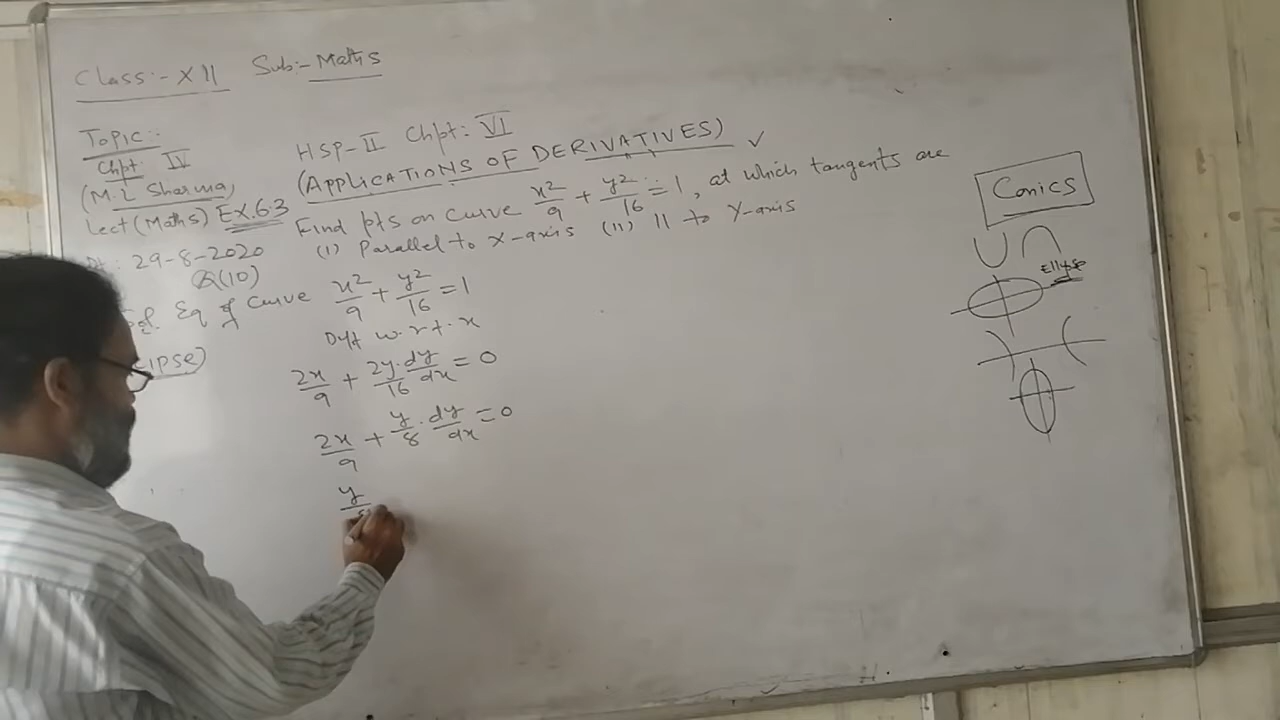 Class:- XII Sub:- Maths
Topic:-
Chpt: IV
(M.L Sharma,
Lect (Maths)
29-8-2020
HSP-II Chpt: VI
(APPLICATIONS OF DERIVATIVES) ✓
EX.6.3 Find pts on curve x²/9 + y²/16 = 1, at which tangents are
(i) Parallel to X-axis (ii) || to Y-axis
Q(10)
Sol. Eq of curve x²/9 + y²/16 = 1
Diff w.r.t. x
2x/9 + 2y/16 . dy/dx = 0
2x/9 + y/8 . dy/dx = 0
y
IPSE)
Conics
Ellipse